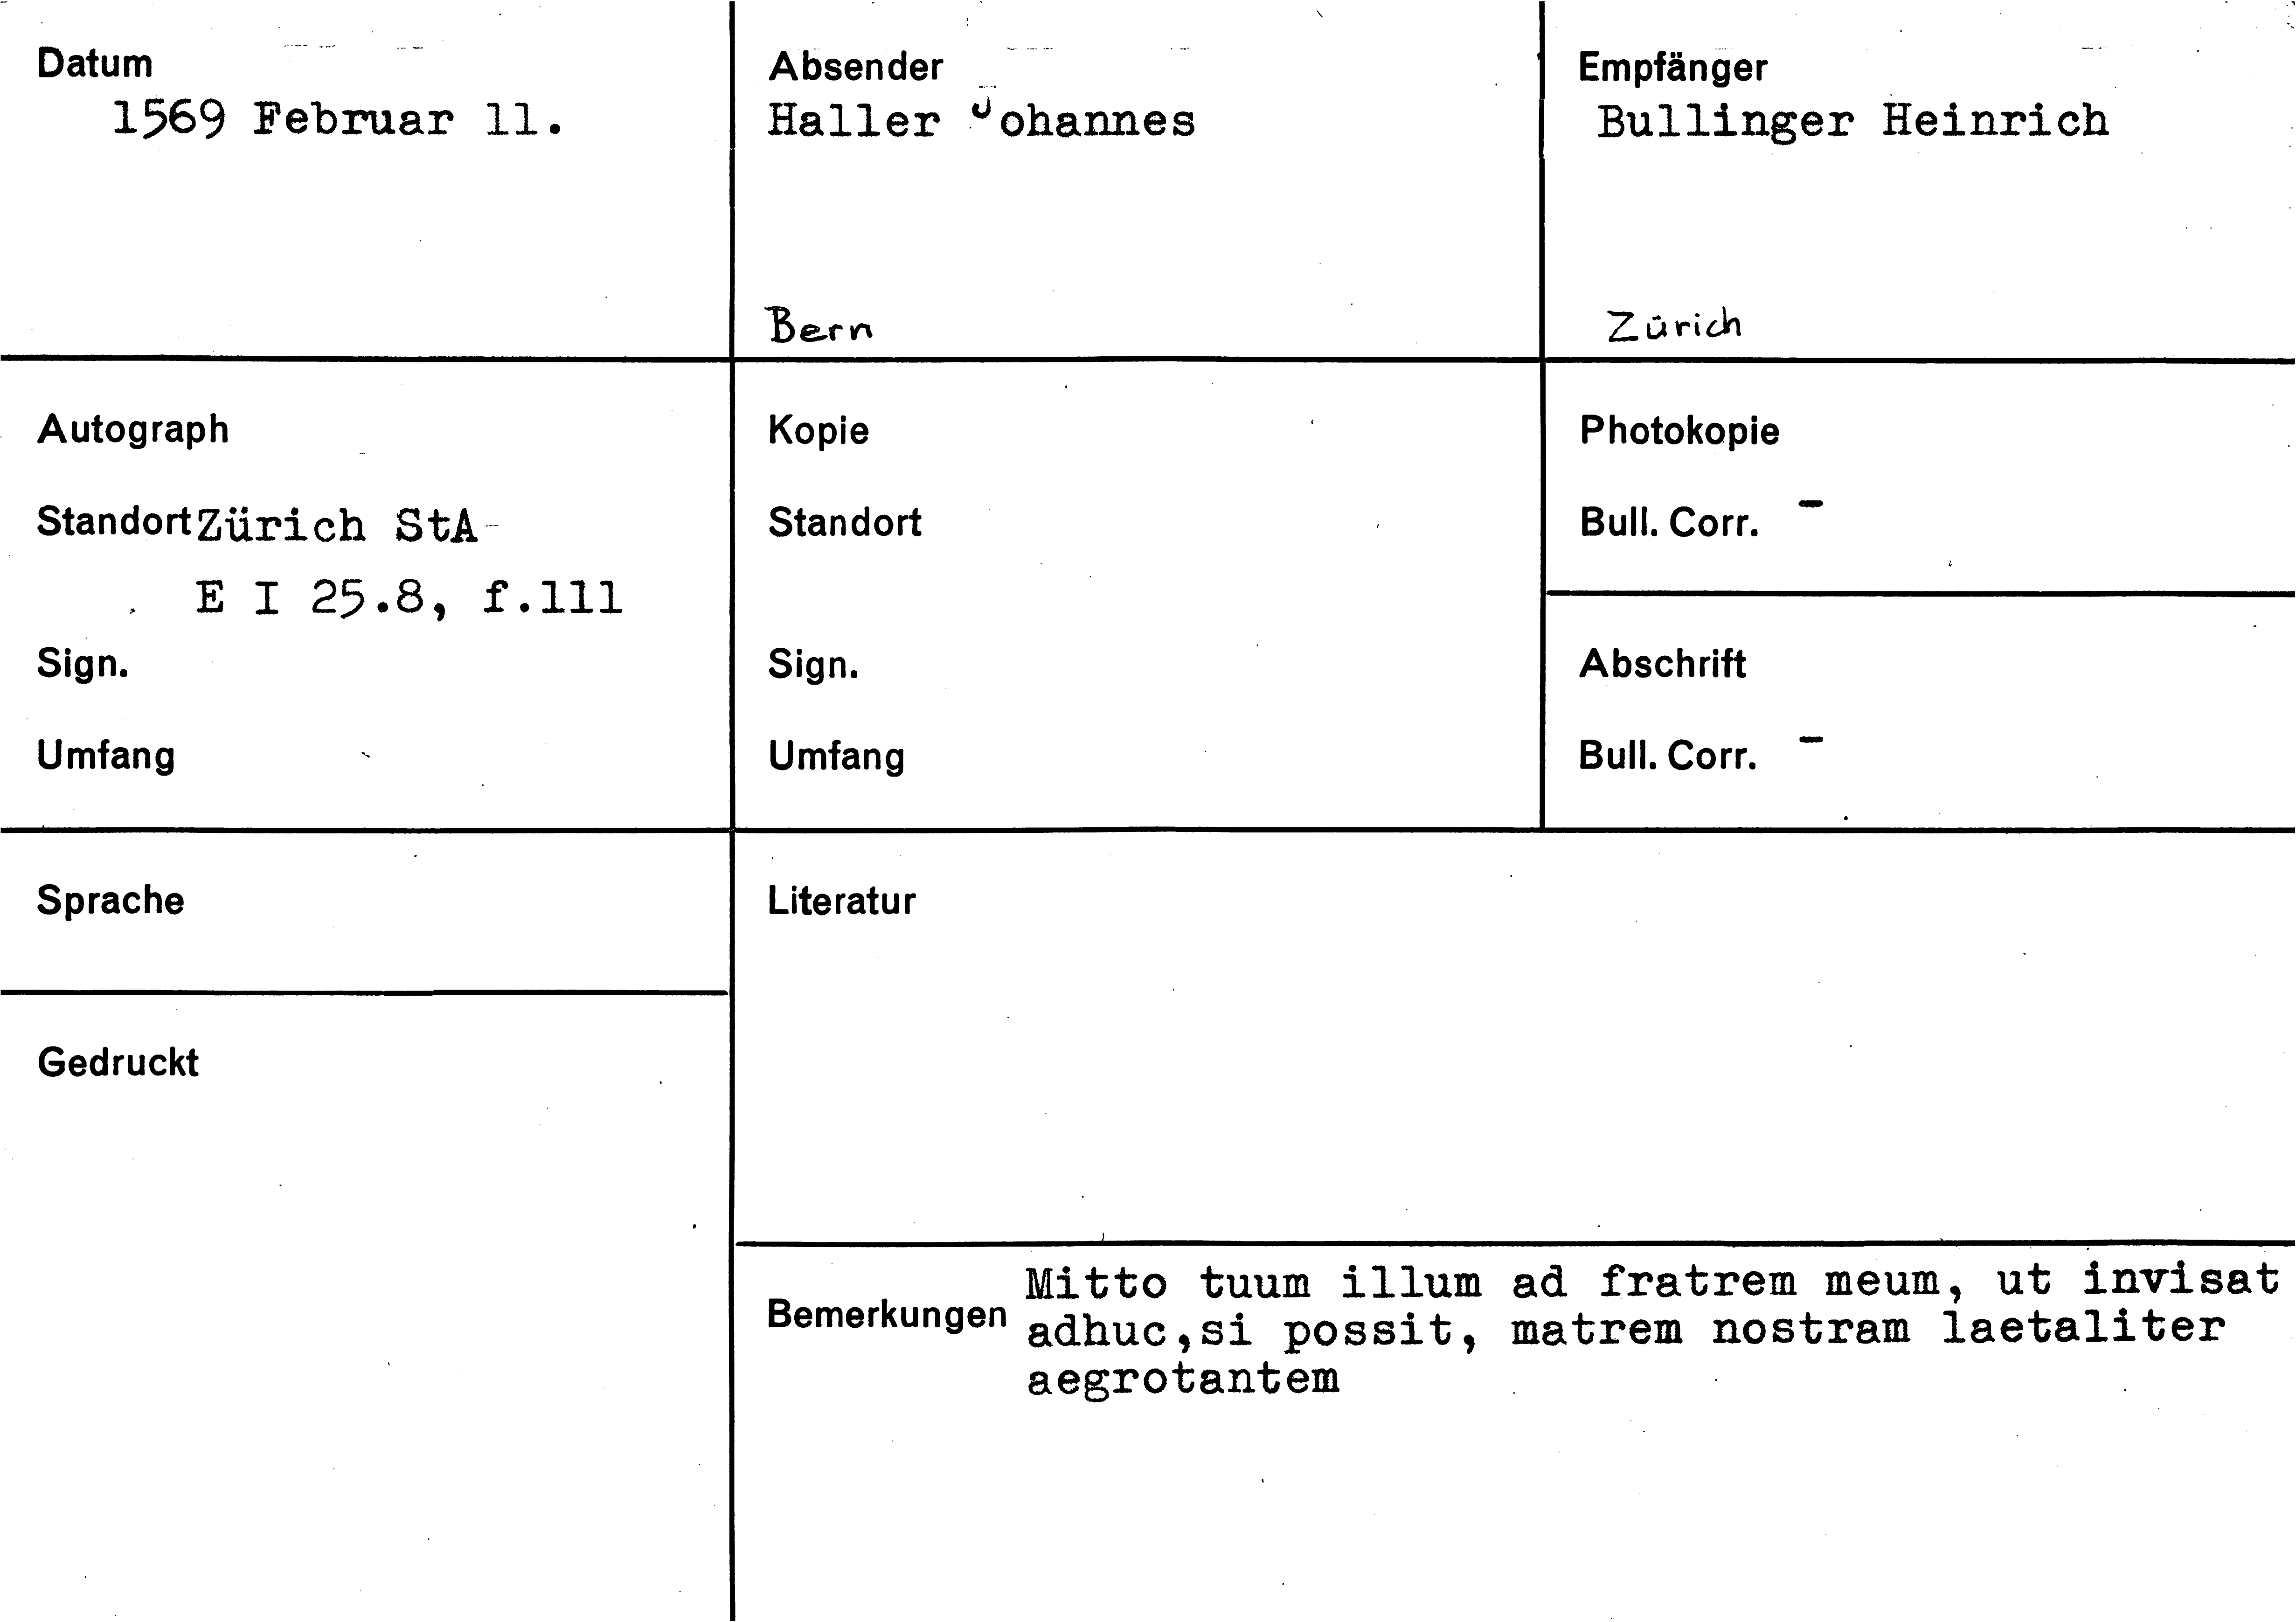 Datum
1569 Februar 11.
Absender
Haller Johannes
Bern
Empfänger
Bullinger Heinrich
Zürich
Autograph
Standort Zürich StA
E I 25.8, f.111
Sign.
Umfang
Kopie
Standort
Sign.
Umfang
Photokopie
Bull. Corr. -
Abschrift
Bull. Corr. -
Sprache
Gedruckt
Literatur
Bemerkungen
Mitto tuum illum ad fratrem meum, ut invisat
adhuc,si possit, matrem nostram laetaliter
aegrotantem